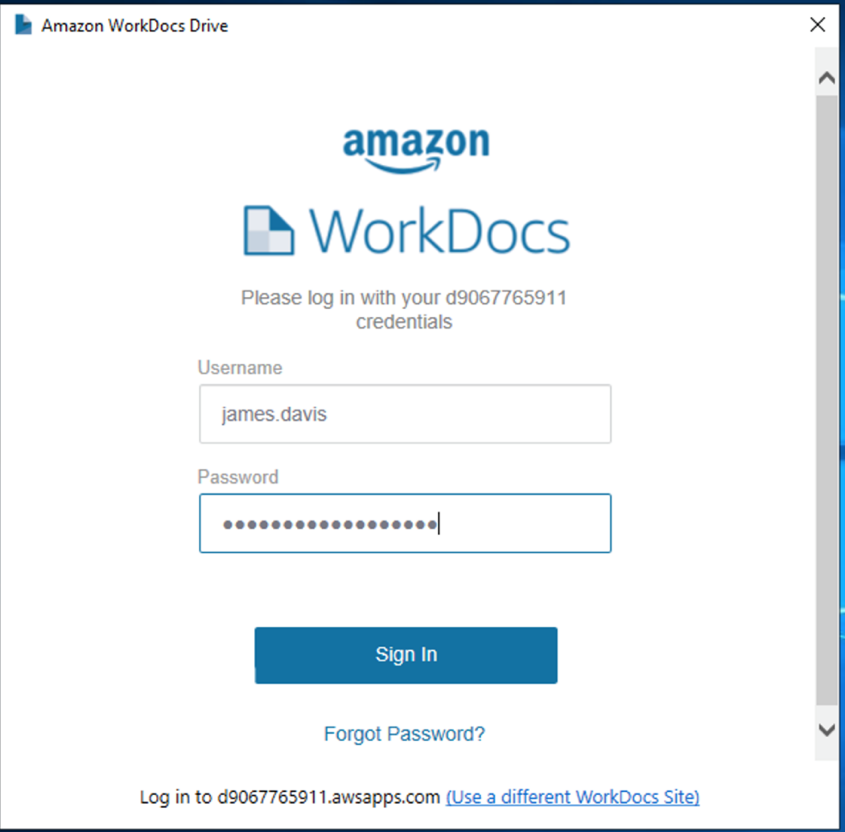 Amazon WorkDocs Drive
amazon
WorkDocs
Please log in with your d9067765911
credentials
Username
james.davis
Password
••••••••••••••••••
Sign In
Forgot Password?
Log in to d9067765911.awsapps.com (Use a different WorkDocs Site)